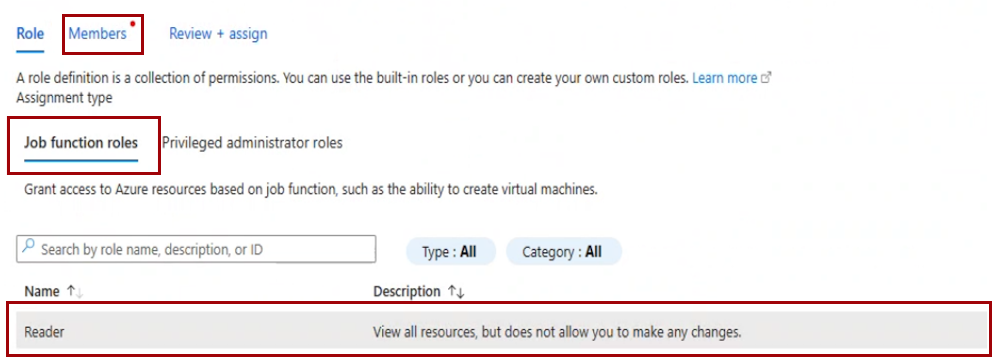 Role Members Review + assign
A role definition is a collection of permissions. You can use the built-in roles or you can create your own custom roles. Learn more
Assignment type
Job function roles Privileged administrator roles
Grant access to Azure resources based on job function, such as the ability to create virtual machines.
Search by role name, description, or ID Type : All Category : All
Name ↑↓ Description ↑↓
Reader View all resources, but does not allow you to make any changes.